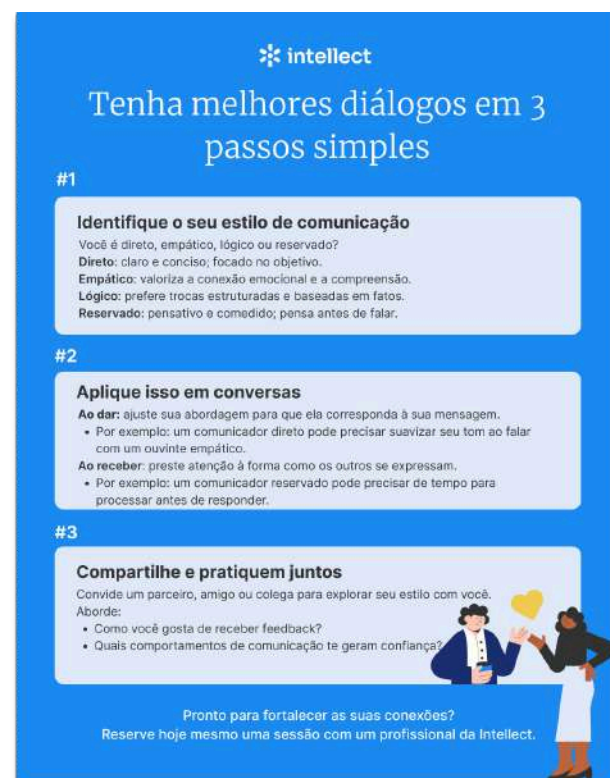 intellect
Tenha melhores diálogos em 3
passos simples
#1
Identifique o seu estilo de comunicação
Você é direto, empático, lógico ou reservado?
Direto: claro e conciso; focado no objetivo.
Empático: valoriza a conexão emocional e a compreensão.
Lógico: prefere trocas estruturadas e baseadas em fatos.
Reservado: pensativo e comedido; pensa antes de falar.
#2
Aplique isso em conversas
Ao dar: ajuste sua abordagem para que ela corresponda à sua mensagem.
• Por exemplo: um comunicador direto pode precisar suavizar seu tom ao falar
com um ouvinte empático.
Ao receber: preste atenção à forma como os outros se expressam.
• Por exemplo: um comunicador reservado pode precisar de tempo para
processar antes de responder.
#3
Compartilhe e pratiquem juntos
Convide um parceiro, amigo ou colega para explorar seu estilo com você.
Aborde:
• Como você gosta de receber feedback?
• Quais comportamentos de comunicação te geram confiança?
Pronto para fortalecer as suas conexões?
Reserve hoje mesmo uma sessão com um profissional da Intellect.